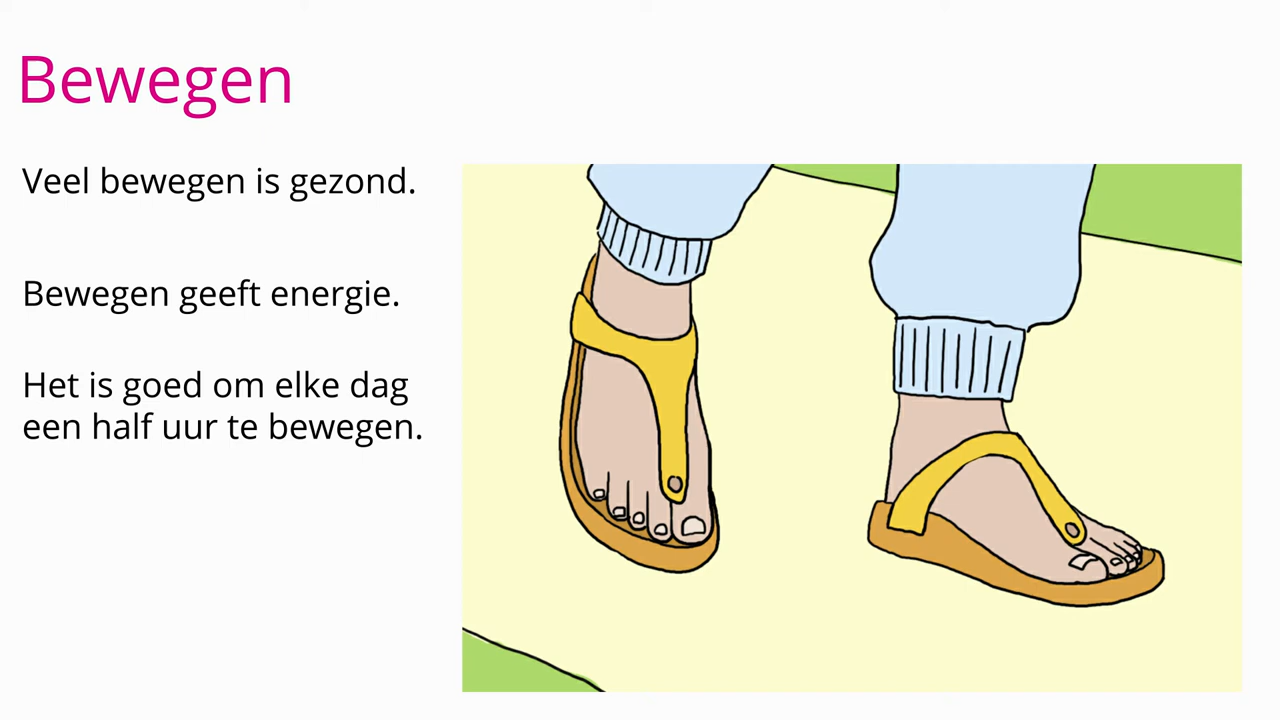 Bewegen
Veel bewegen is gezond.
Bewegen geeft energie.
Het is goed om elke dag
een half uur te bewegen.